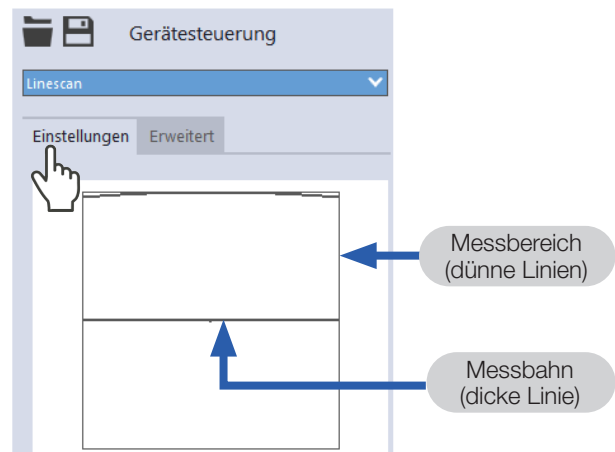 Gerätesteuerung
Linescan
Einstellungen Erweitert
Messbereich
(dünne Linien)
Messbahn
(dicke Linie)